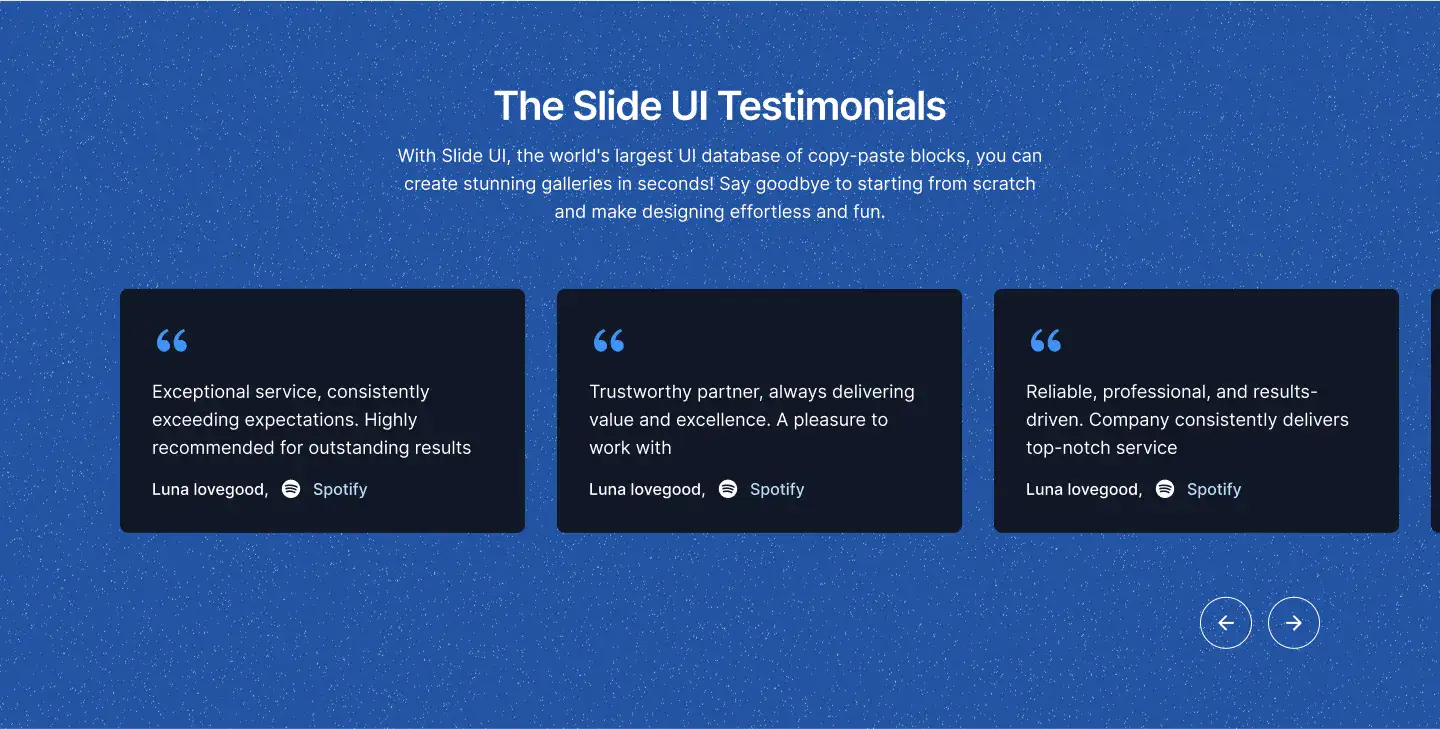 The Slide UI Testimonials
With Slide UI, the world's largest UI database of copy-paste blocks, you can
create stunning galleries in seconds! Say goodbye to starting from scratch
and make designing effortless and fun.
“
Exceptional service, consistently
exceeding expectations. Highly
recommended for outstanding results
Luna lovegood, Spotify
“
Trustworthy partner, always delivering
value and excellence. A pleasure to
work with
Luna lovegood, Spotify
“
Reliable, professional, and results-
driven. Company consistently delivers
top-notch service
Luna lovegood, Spotify